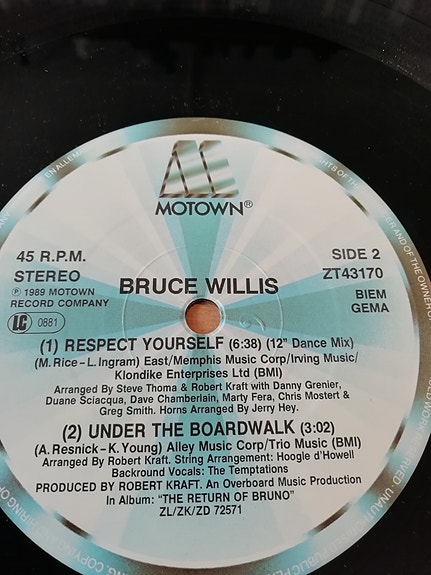 MOTOWN®
45 R.P.M.
STEREO
Ⓟ 1989 MOTOWN
RECORD COMPANY
LC 0881
SIDE 2
ZT43170
BIEM
GEMA
BRUCE WILLIS
(1) RESPECT YOURSELF (6:38) (12" Dance Mix)
(M. Rice – L. Ingram) East/Memphis Music Corp/Irving Music/
Klondike Enterprises Ltd (BMI)
Arranged By Steve Thoma & Robert Kraft with Danny Grenier,
Duane Sciacqua, Dave Chamberlain, Marty Fera, Chris Mostert &
Greg Smith. Horns Arranged By Jerry Hey.
(2) UNDER THE BOARDWALK (3:02)
(A. Resnick – K. Young) Alley Music Corp/Trio Music (BMI)
Arranged By Robert Kraft. String Arrangement: Hoogie d'Howell
Backround Vocals: The Temptations
PRODUCED BY ROBERT KRAFT. An Overboard Music Production
In Album: "THE RETURN OF BRUNO"
ZL/ZK/ZD 72571